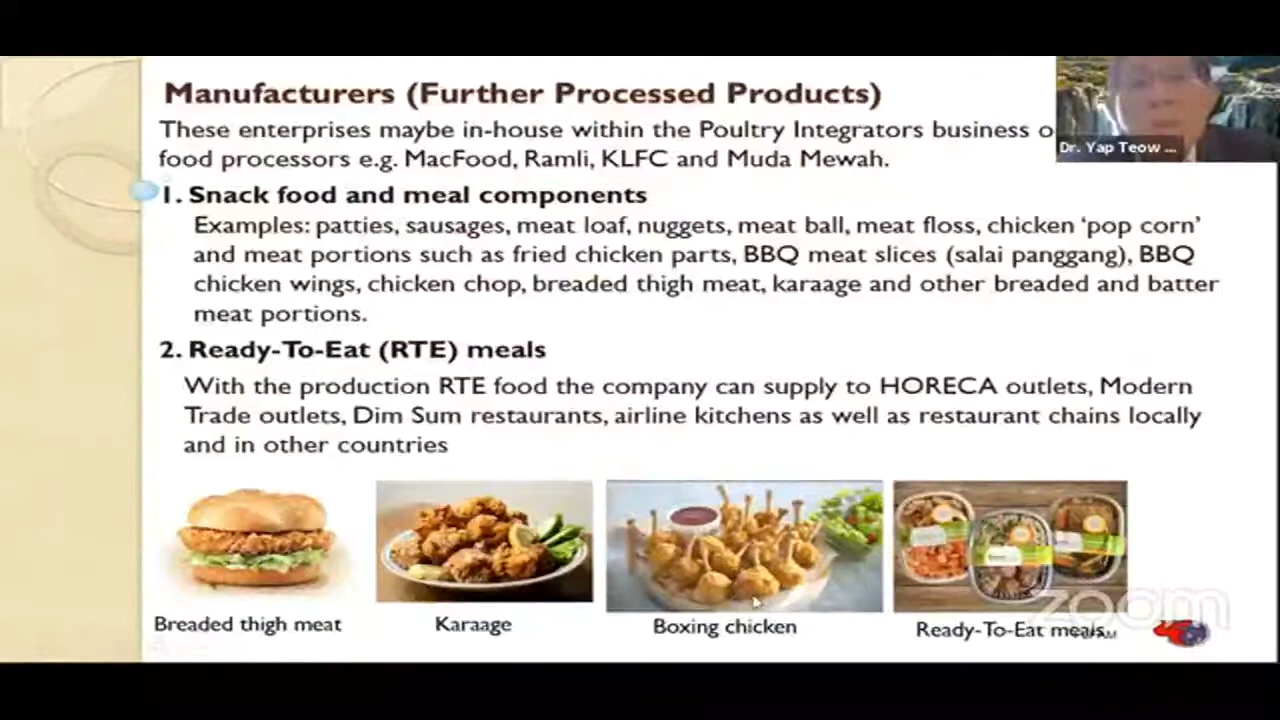 Manufacturers (Further Processed Products)
These enterprises maybe in-house within the Poultry Integrators business
food processors e.g. MacFood, Ramli, KLFC and Muda Mewah.
Dr. Yap Teow ...
1. Snack food and meal components
Examples: patties, sausages, meat loaf, nuggets, meat ball, meat floss, chicken ‘pop corn’
and meat portions such as fried chicken parts, BBQ meat slices (salai panggang), BBQ
chicken wings, chicken chop, breaded thigh meat, karaage and other breaded and batter
meat portions.
2. Ready-To-Eat (RTE) meals
With the production RTE food the company can supply to HORECA outlets, Modern
Trade outlets, Dim Sum restaurants, airline kitchens as well as restaurant chains locally
and in other countries
Breaded thigh meat
Karaage
Boxing chicken
Ready-To-Eat meals
zoom